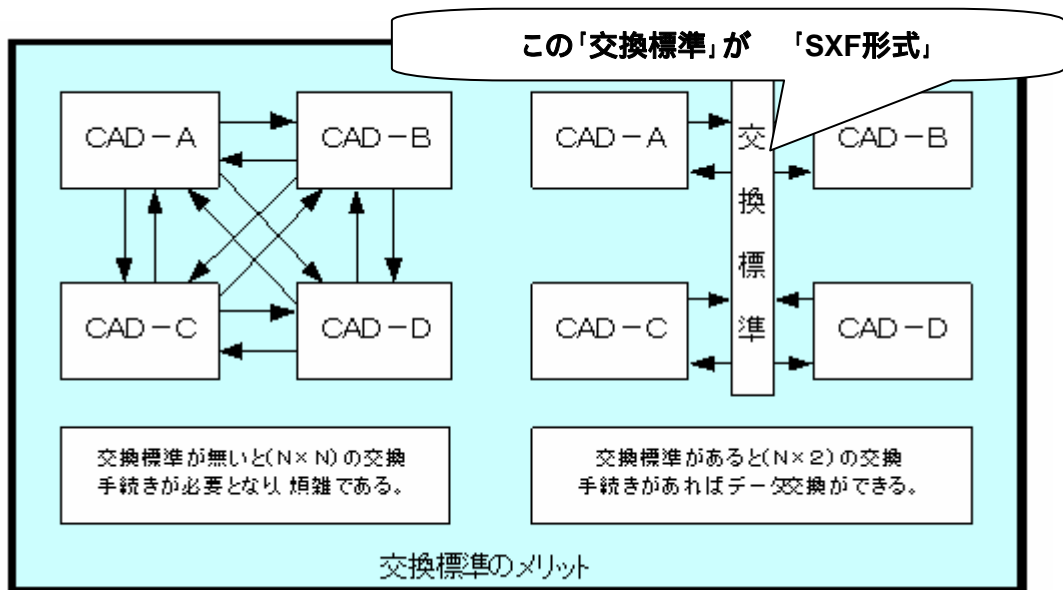 この「交換標準」が 「SXF形式」
CAD-A
CAD-B
CAD-C
CAD-D
交換標準が無いと(N×N)の交換
手続きが必要となり、煩雑である。
CAD-A
交換標準
CAD-B
CAD-C
CAD-D
交換標準があると(N×2)の交換
手続きがあればデータ交換ができる。
交換標準のメリット